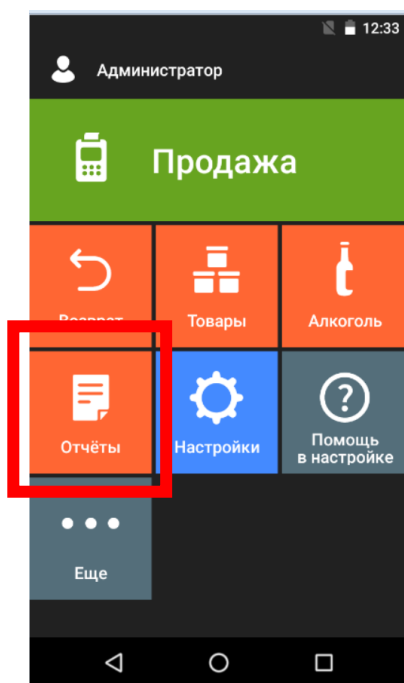 12:33
Администратор
Продажа
Возврат
Товары
Алкоголь
Отчёты
Настройки
Помощь
в настройке
Еще